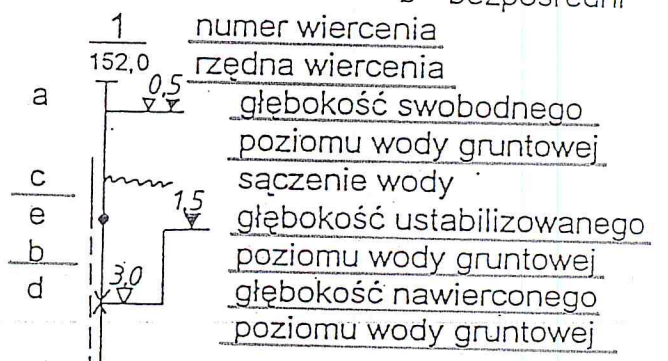 b bezpośredni
1 numer wiercenia
152,0 rzędna wiercenia
0,5
a głębokość swobodnego
poziomu wody gruntowej
c sączenie wody
1,5
e głębokość ustabilizowanego
b poziomu wody gruntowej
3,0
d głębokość nawierconego
poziomu wody gruntowej